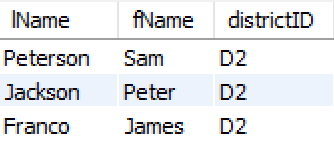 lName fName districtID
Peterson Sam D2
Jackson Peter D2
Franco James D2